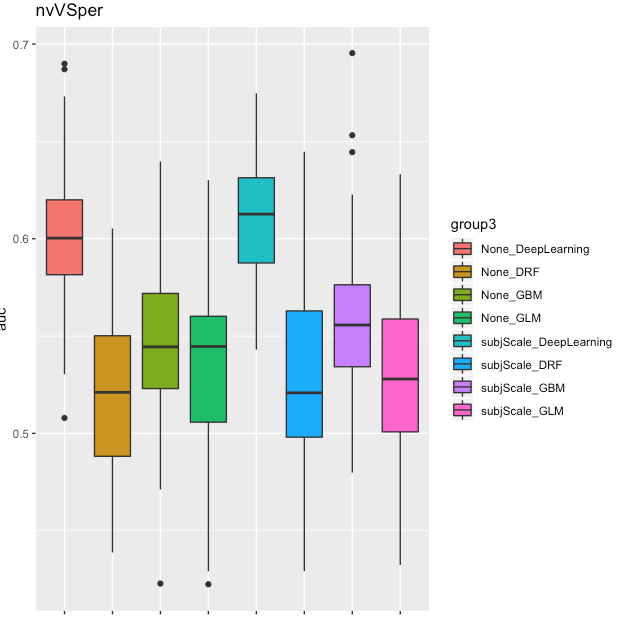 nvVSper
0.7
0.6
0.5
auc
group3
None_DeepLearning
None_DRF
None_GBM
None_GLM
subjScale_DeepLearning
subjScale_DRF
subjScale_GBM
subjScale_GLM